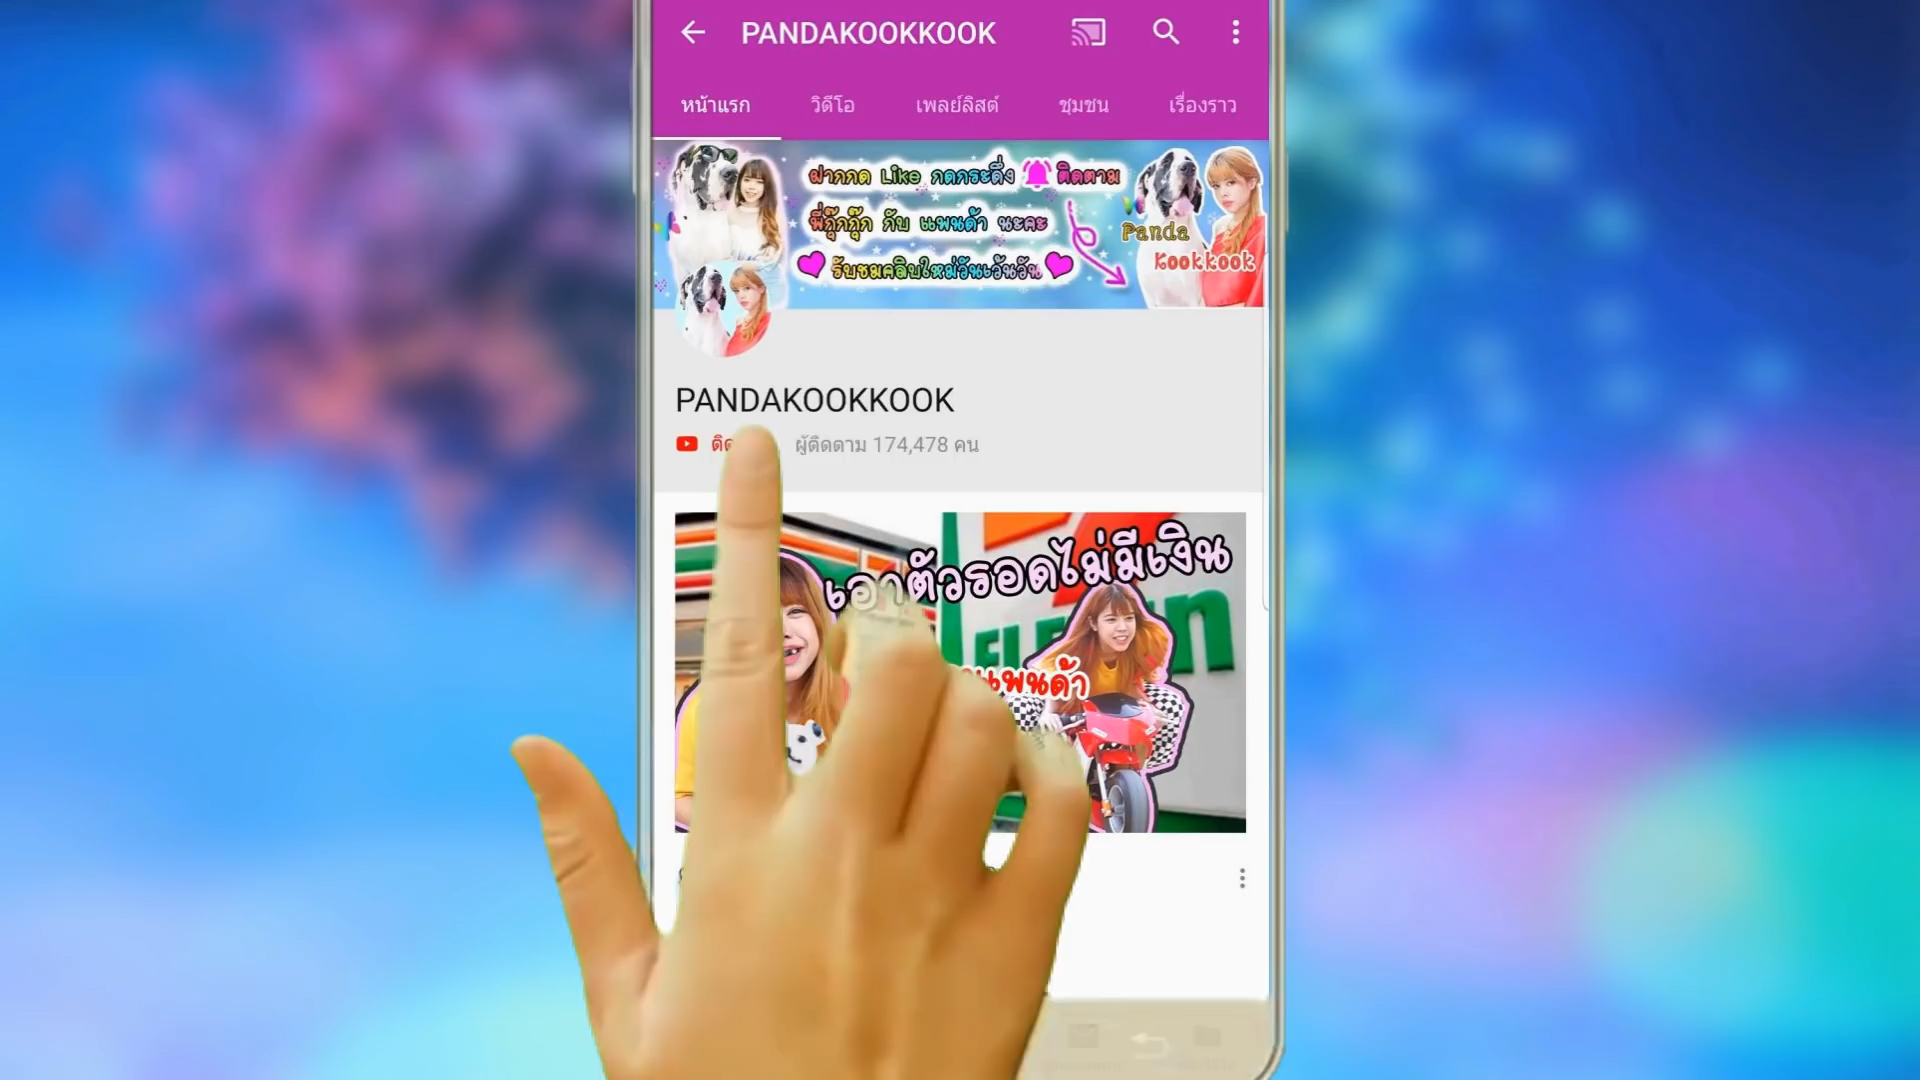 PANDAKOOKKOOK
หน้าแรก วิดีโอ เพลย์ลิสต์ ชุมชน เรื่องราว
ฝากกด Like กดกระดิ่ง ติดตาม
พี่กุ๊กกุ๊ก กับ แพนด้า นะคะ
รับชมคลิปใหม่วันเว้นวัน
Panda
Kookkook
PANDAKOOKKOOK
ผู้ติดตาม 174,478 คน
เอาตัวรอดไม่มีเงิน
แพนด้า